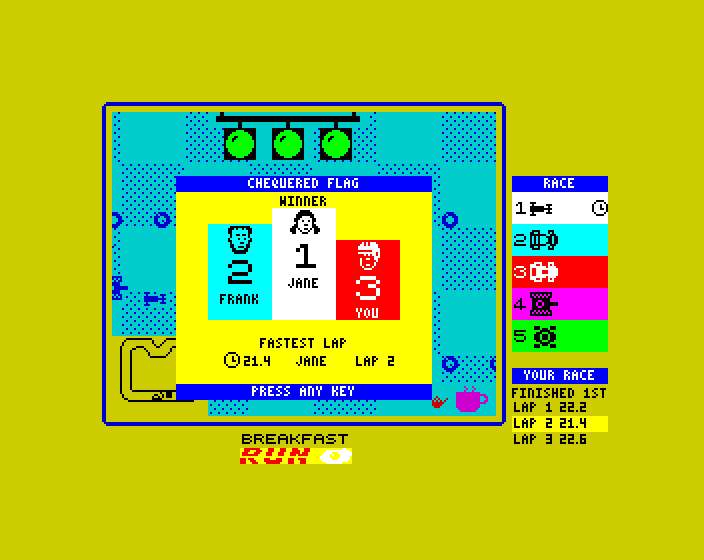 CHEQUERED FLAG
WINNER
1
JANE
2
FRANK
3
YOU
FASTEST LAP
21.4 JANE LAP 2
PRESS ANY KEY
RACE
1
2
3
4
5
YOUR RACE
FINISHED 1ST
LAP 1 22.2
LAP 2 21.4
LAP 3 22.6
BREAKFAST
RUN